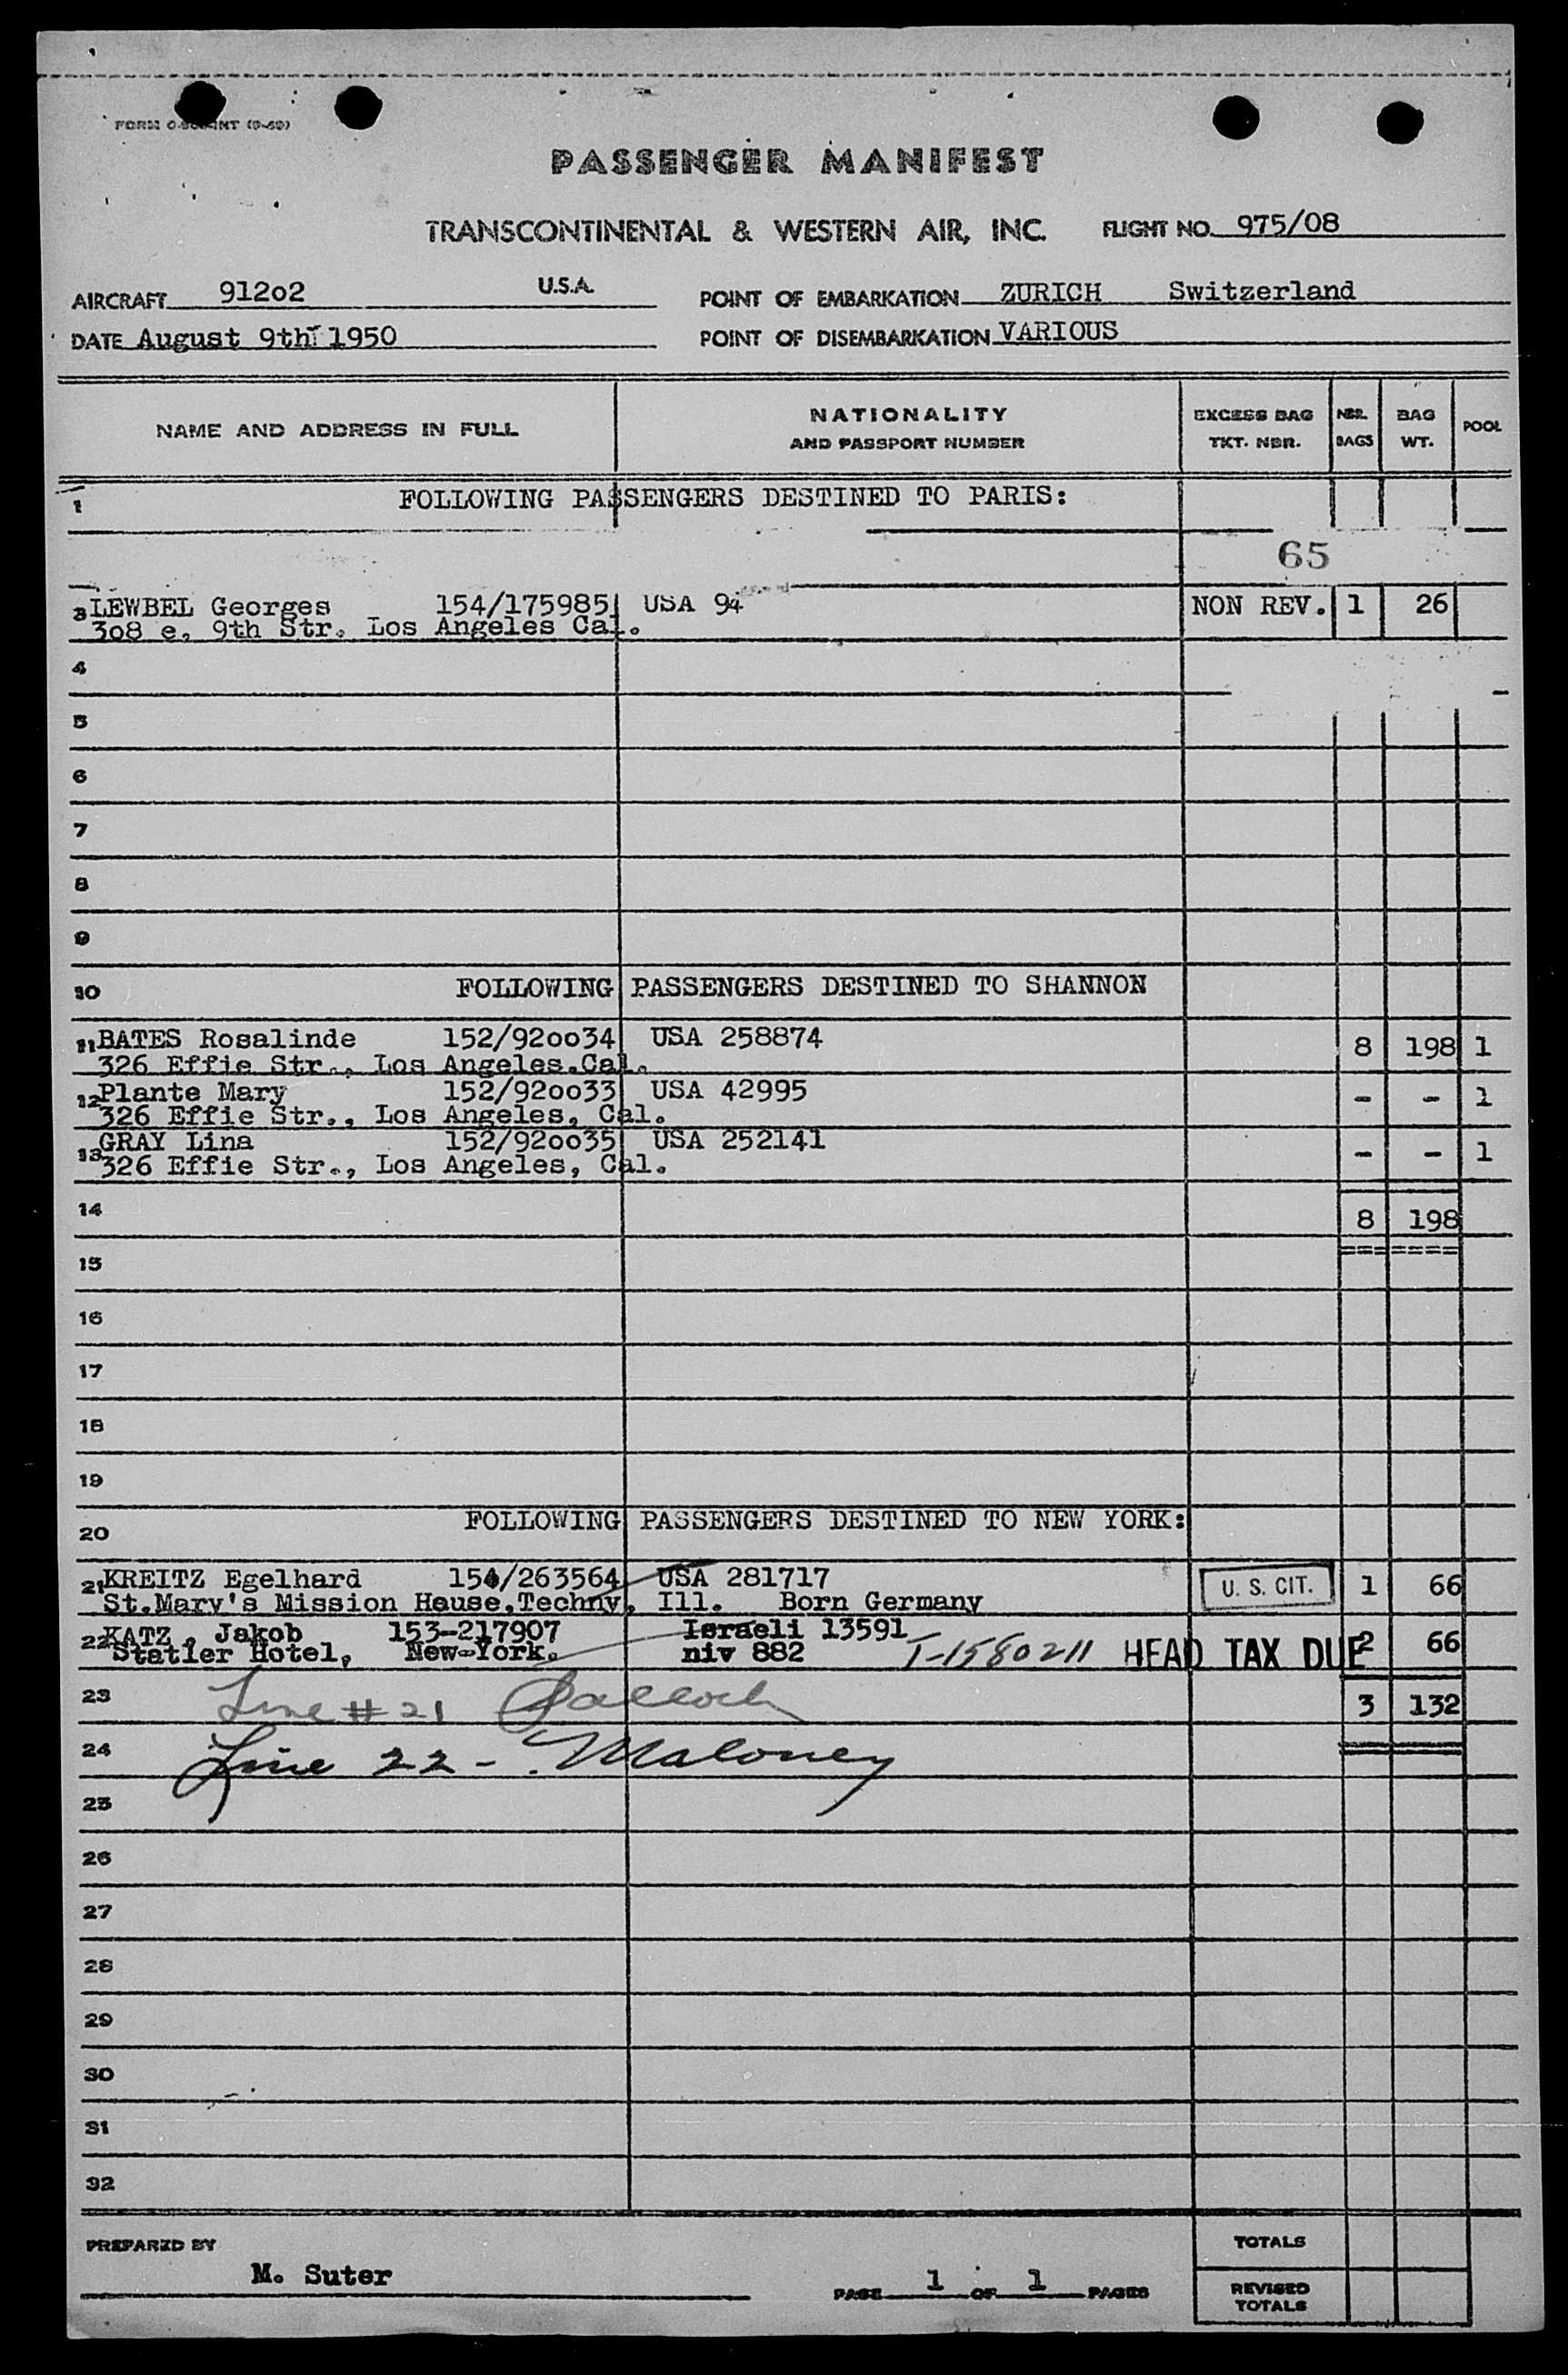 PASSENGER MANIFEST
TRANSCONTINENTAL & WESTERN AIR, INC. FLIGHT NO. 975/08
AIRCRAFT 912o2 U.S.A. POINT OF EMBARKATION ZURICH Switzerland
DATE August 9th 1950 POINT OF DISEMBARKATION VARIOUS
NAME AND ADDRESS IN FULL NATIONALITY AND PASSPORT NUMBER EXCESS BAG TKT. NBR. NBR. BAGS BAG WT. POOL
1 FOLLOWING PASSENGERS DESTINED TO PARIS:
65
3 LEWBEL Georges 154/175985 USA 94 NON REV. 1 26
3o8 e. 9th Str. Los Angeles Cal.
4
5
6
7
8
9
10 FOLLOWING PASSENGERS DESTINED TO SHANNON
11 BATES Rosalinde 152/92oo34 USA 258874 8 198 1
326 Effie Str., Los Angeles.Cal.
12 Plante Mary 152/92oo33 USA 42995 - - 1
326 Effie Str., Los Angeles, Cal.
13 GRAY Lina 152/92oo35 USA 252141 - - 1
326 Effie Str., Los Angeles, Cal.
14 8 198
15 =======
16
17
18
19
20 FOLLOWING PASSENGERS DESTINED TO NEW YORK:
21 KREITZ Egelhard 154/263564 USA 281717 U. S. CIT. 1 66
St.Mary's Mission House,Techny, Ill. Born Germany
22 KATZ, Jakob 153-217907 Israeli 13591 T-1580211 HEAD TAX DUE 2 66
Statler Hotel, New-York. niv 882
23 Line # 21 3 132
24 Line 22 - Maloney
25
26
27
28
29
30
31
32
PREPARED BY M. Suter PAGE 1 OF 1 PAGES
TOTALS
REVISED TOTALS